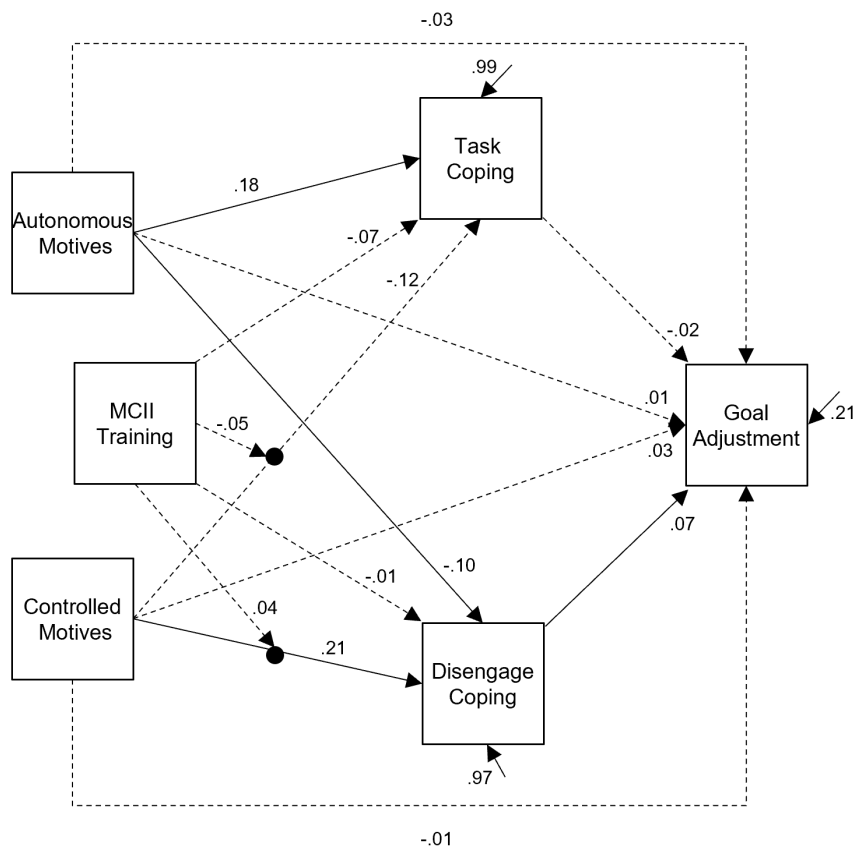 -.03
.99
Task
Coping
.18
Autonomous
Motives
-.07
-.12
-.02
MCII
Training
-.05
.01
Goal
Adjustment
.21
.03
.07
-.10
-.01
Controlled
Motives
.04
.21
Disengage
Coping
.97
-.01